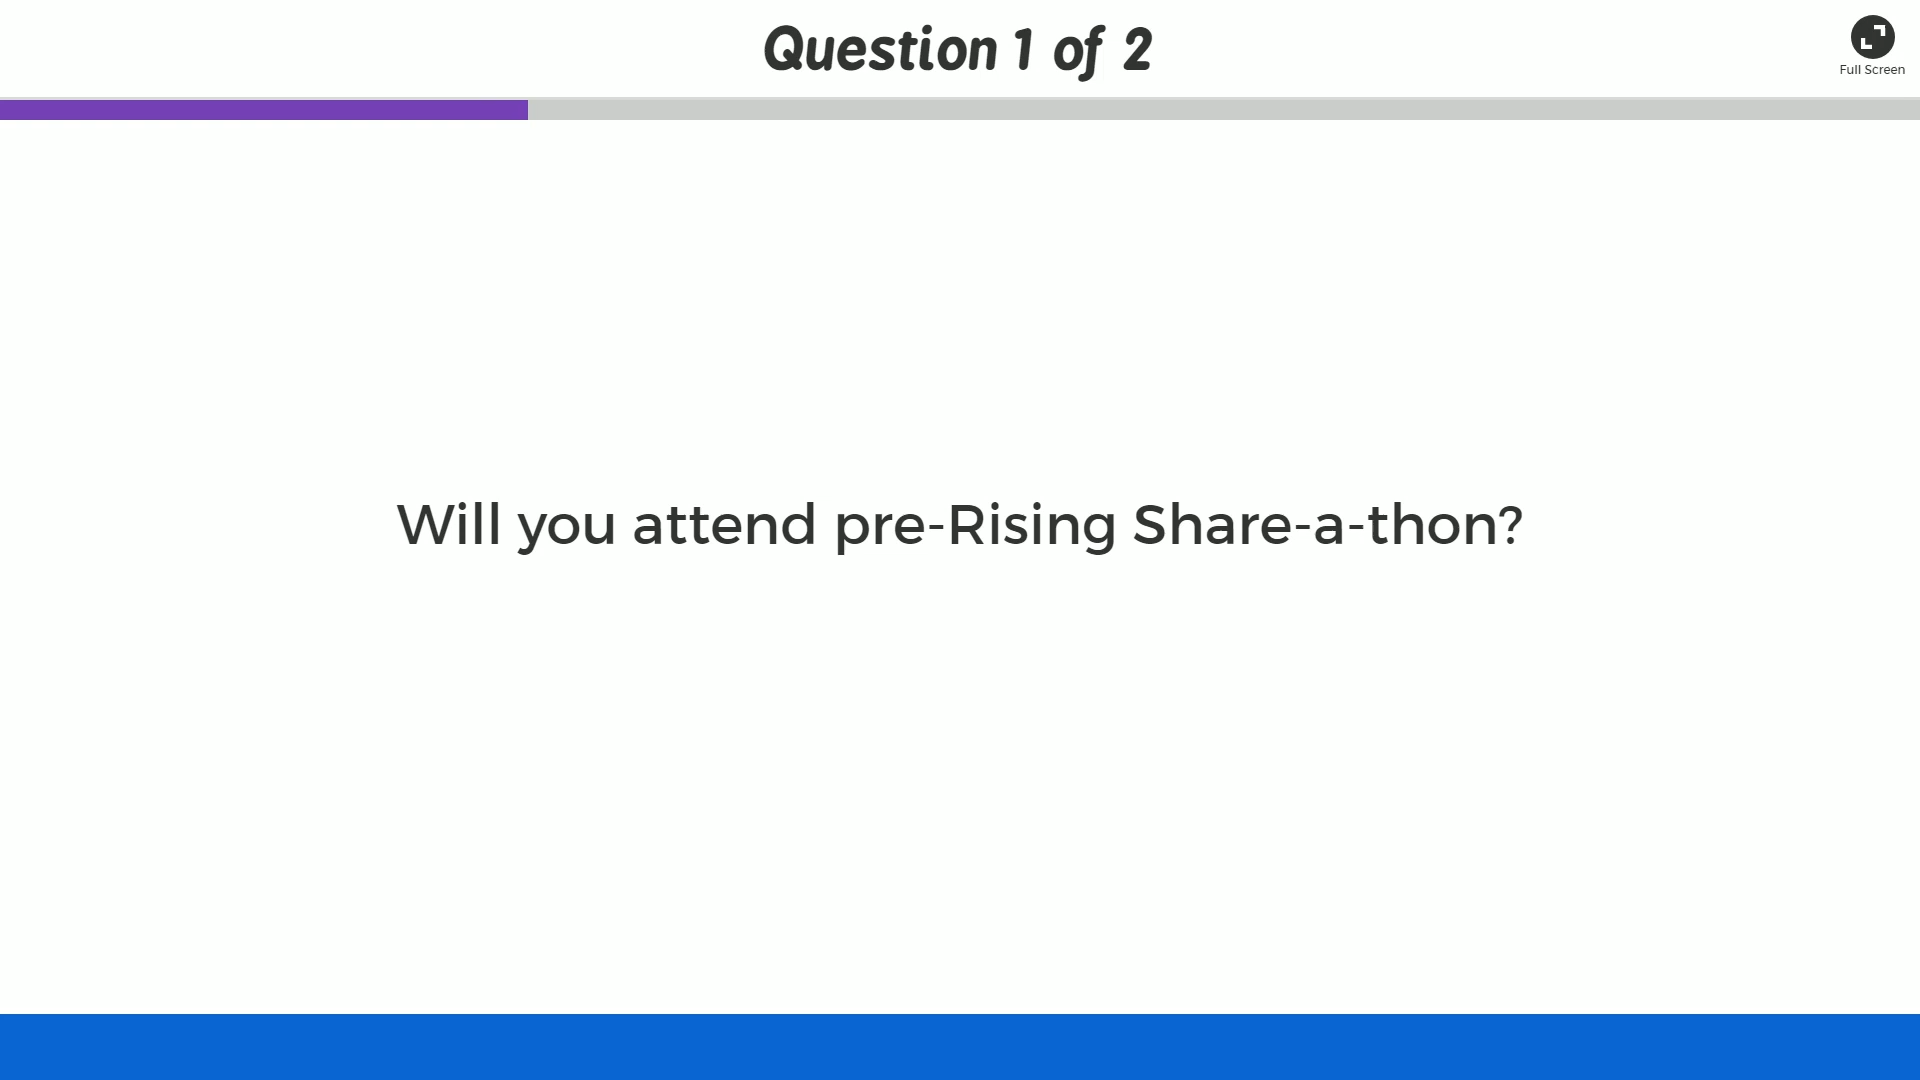 Question 1 of 2
Full Screen
Will you attend pre-Rising Share-a-thon?